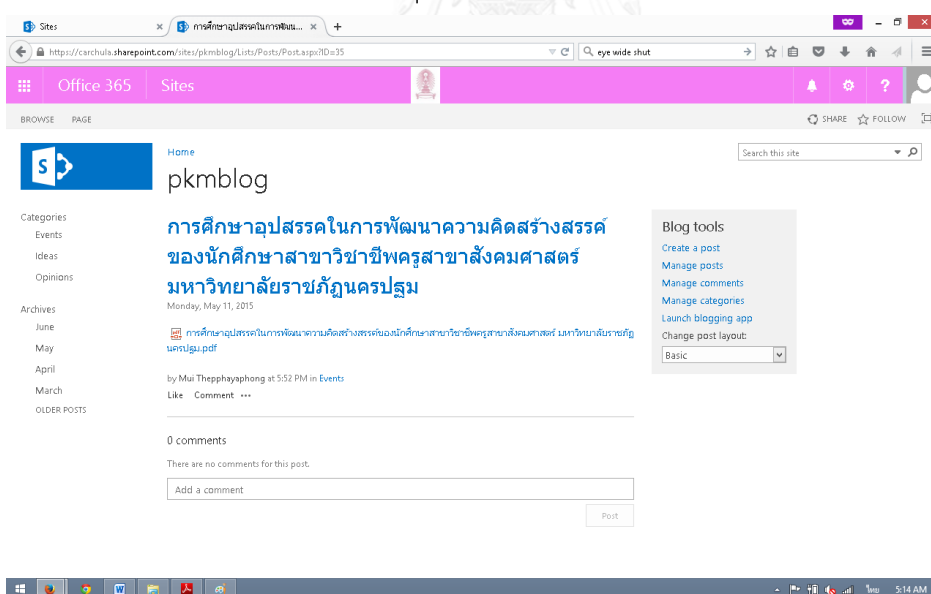 Sites
การศึกษาอุปสรรคในการพัฒน...
https://carchula.sharepoint.com/sites/pkmblog/Lists/Posts/Post.aspx?ID=35
eye wide shut
Office 365
Sites
?
BROWSE PAGE
SHARE FOLLOW
Home
Search this site
S
pkmblog
Categories
Events
Ideas
Opinions
Archives
June
May
April
March
OLDER POSTS
การศึกษาอุปสรรคในการพัฒนาความคิดสร้างสรรค์
ของนักศึกษาสาขาวิชาชีพครูสาขาสังคมศาสตร์
มหาวิทยาลัยราชภัฏนครปฐม
Monday, May 11, 2015
การศึกษาอุปสรรคในการพัฒนาความคิดสร้างสรรค์ของนักศึกษาสาขาวิชาชีพครูสาขาสังคมศาสตร์ มหาวิทยาลัยราชภัฏ
นครปฐม.pdf
by Mui Thepphayaphong at 5:52 PM in Events
Like Comment •••
0 comments
There are no comments for this post.
Add a comment
Post
Blog tools
Create a post
Manage posts
Manage comments
Manage categories
Launch blogging app
Change post layout:
Basic
ไทย 5:14 AM